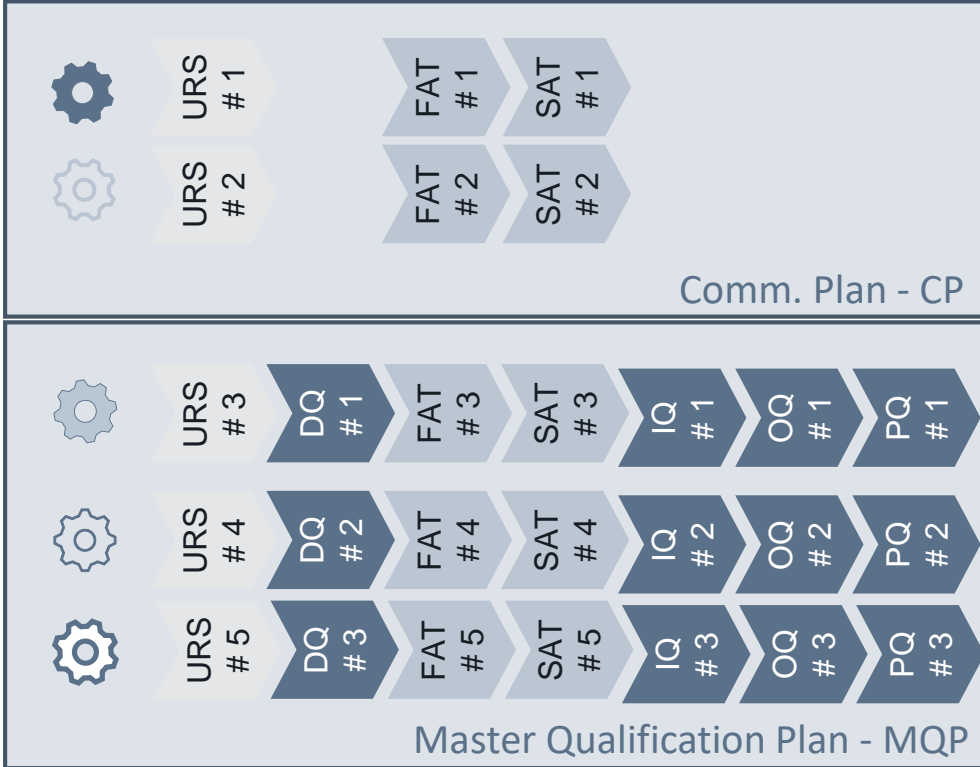 URS
# 1
FAT
# 1
SAT
# 1
URS
# 2
FAT
# 2
SAT
# 2
Comm. Plan - CP
URS
# 3
DQ
# 1
FAT
# 3
SAT
# 3
IQ
# 1
OQ
# 1
PQ
# 1
URS
# 4
DQ
# 2
FAT
# 4
SAT
# 4
IQ
# 2
OQ
# 2
PQ
# 2
URS
# 5
DQ
# 3
FAT
# 5
SAT
# 5
IQ
# 3
OQ
# 3
PQ
# 3
Master Qualification Plan - MQP